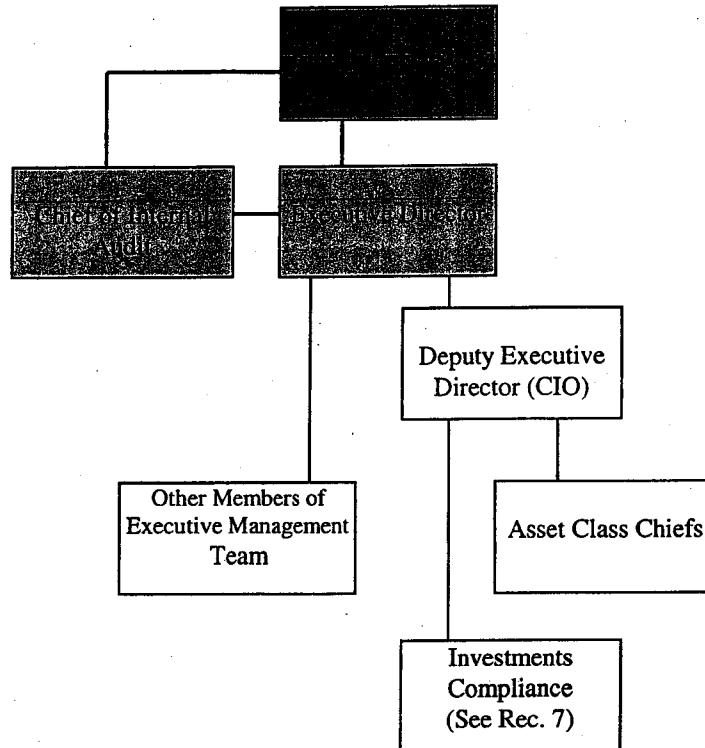 Chief of Internal
Audit
Executive Director
Deputy Executive
Director (CIO)
Other Members of
Executive Management
Team
Asset Class Chiefs
Investments
Compliance
(See Rec. 7)